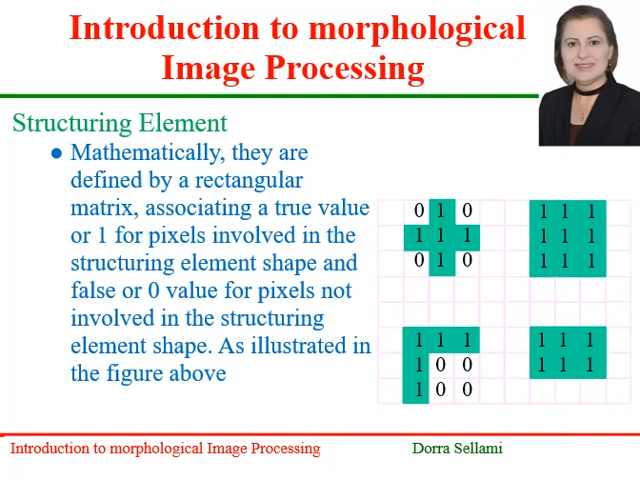 Introduction to morphological
Image Processing
Structuring Element
● Mathematically, they are
defined by a rectangular
matrix, associating a true value
or 1 for pixels involved in the
structuring element shape and
false or 0 value for pixels not
involved in the structuring
element shape. As illustrated in
the figure above
0 1 0
1 1 1
0 1 0
1 1 1
1 1 1
1 1 1
1 1 1
1 0 0
1 0 0
1 1 1
1 1 1
Introduction to morphological Image Processing
Dorra Sellami